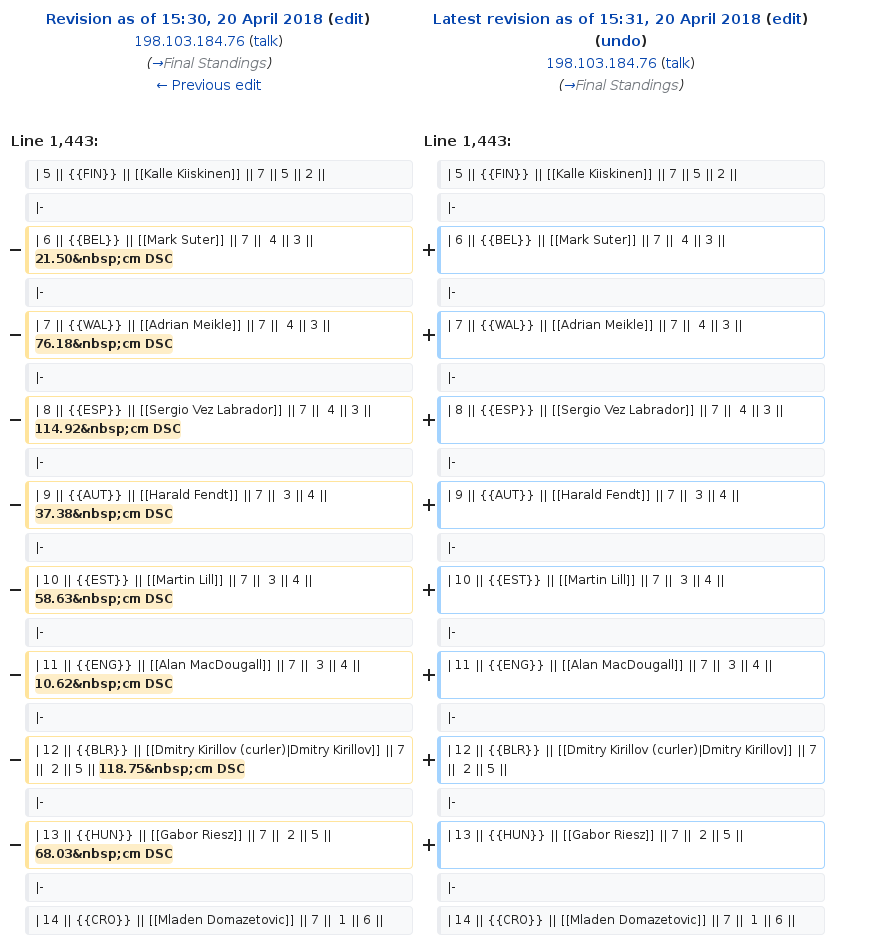 Revision as of 15:30, 20 April 2018 (edit)
198.103.184.76 (talk)
(→Final Standings)
← Previous edit
Latest revision as of 15:31, 20 April 2018 (edit)
(undo)
198.103.184.76 (talk)
(→Final Standings)
Line 1,443:
Line 1,443:
| 5 || {{FIN}} || [[Kalle Kiiskinen]] || 7 || 5 || 2 ||
| 5 || {{FIN}} || [[Kalle Kiiskinen]] || 7 || 5 || 2 ||
|-
|-
− | 6 || {{BEL}} || [[Mark Suter]] || 7 ||  4 || 3 ||
21.50&nbsp;cm DSC
+ | 6 || {{BEL}} || [[Mark Suter]] || 7 ||  4 || 3 ||
|-
|-
− | 7 || {{WAL}} || [[Adrian Meikle]] || 7 ||  4 || 3 ||
76.18&nbsp;cm DSC
+ | 7 || {{WAL}} || [[Adrian Meikle]] || 7 ||  4 || 3 ||
|-
|-
− | 8 || {{ESP}} || [[Sergio Vez Labrador]] || 7 ||  4 || 3 ||
114.92&nbsp;cm DSC
+ | 8 || {{ESP}} || [[Sergio Vez Labrador]] || 7 ||  4 || 3 ||
|-
|-
− | 9 || {{AUT}} || [[Harald Fendt]] || 7 ||  3 || 4 ||
37.38&nbsp;cm DSC
+ | 9 || {{AUT}} || [[Harald Fendt]] || 7 ||  3 || 4 ||
|-
|-
− | 10 || {{EST}} || [[Martin Lill]] || 7 ||  3 || 4 ||
58.63&nbsp;cm DSC
+ | 10 || {{EST}} || [[Martin Lill]] || 7 ||  3 || 4 ||
|-
|-
− | 11 || {{ENG}} || [[Alan MacDougall]] || 7 ||  3 || 4 ||
10.62&nbsp;cm DSC
+ | 11 || {{ENG}} || [[Alan MacDougall]] || 7 ||  3 || 4 ||
|-
|-
− | 12 || {{BLR}} || [[Dmitry Kirillov (curler)|Dmitry Kirillov]] || 7
||  2 || 5 || 118.75&nbsp;cm DSC
+ | 12 || {{BLR}} || [[Dmitry Kirillov (curler)|Dmitry Kirillov]] || 7
||  2 || 5 ||
|-
|-
− | 13 || {{HUN}} || [[Gabor Riesz]] || 7 ||  2 || 5 ||
68.03&nbsp;cm DSC
+ | 13 || {{HUN}} || [[Gabor Riesz]] || 7 ||  2 || 5 ||
|-
|-
| 14 || {{CRO}} || [[Mladen Domazetovic]] || 7 ||  1 || 6 ||
| 14 || {{CRO}} || [[Mladen Domazetovic]] || 7 ||  1 || 6 ||